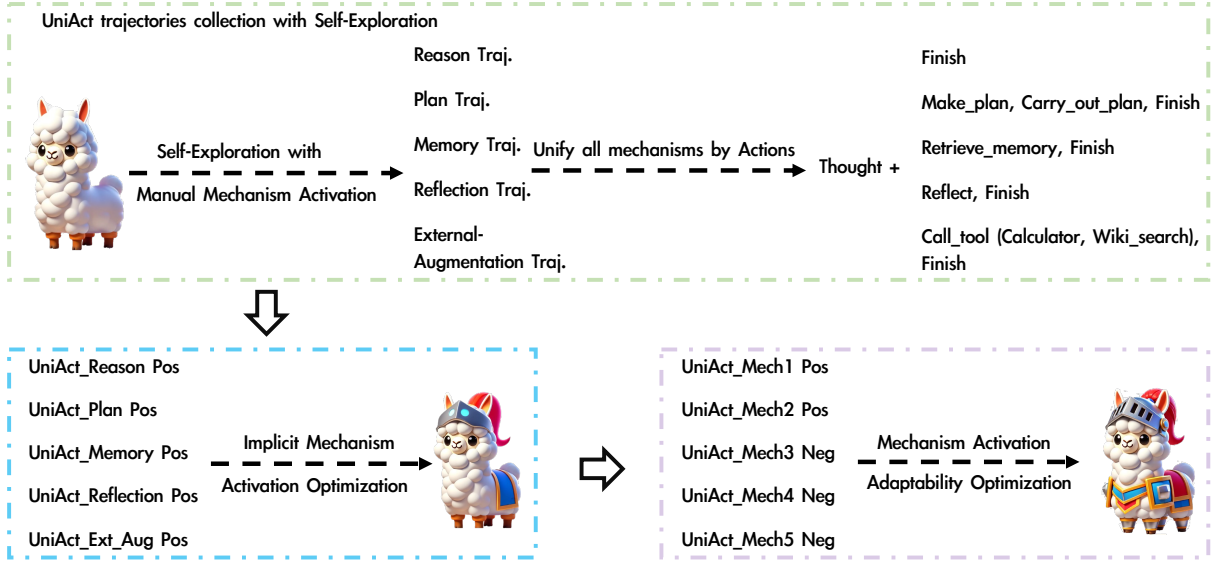 UniAct trajectories collection with Self-Exploration
Self-Exploration with
Manual Mechanism Activation
Reason Traj.
Plan Traj.
Memory Traj.
Reflection Traj.
External-
Augmentation Traj.
Unify all mechanisms by Actions
Thought +
Finish
Make_plan, Carry_out_plan, Finish
Retrieve_memory, Finish
Reflect, Finish
Call_tool (Calculator, Wiki_search),
Finish
UniAct_Reason Pos
UniAct_Plan Pos
UniAct_Memory Pos
UniAct_Reflection Pos
UniAct_Ext_Aug Pos
Implicit Mechanism
Activation Optimization
UniAct_Mech1 Pos
UniAct_Mech2 Pos
UniAct_Mech3 Neg
UniAct_Mech4 Neg
UniAct_Mech5 Neg
Mechanism Activation
Adaptability Optimization